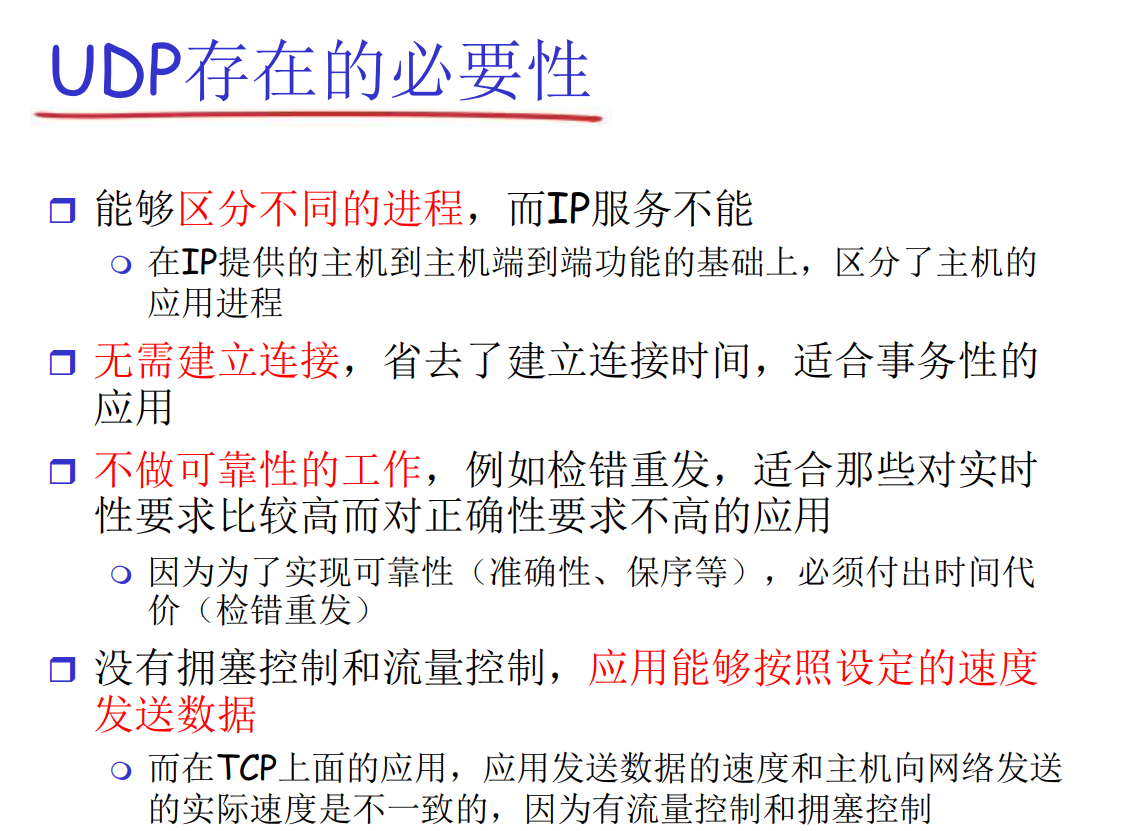 UDP存在的必要性
能够区分不同的进程，而IP服务不能
在IP提供的主机到主机端到端功能的基础上，区分了主机的
应用进程
无需建立连接，省去了建立连接时间，适合事务性的
应用
不做可靠性的工作，例如检错重发，适合那些对实时
性要求比较高而对正确性要求不高的应用
因为为了实现可靠性（准确性、保序等），必须付出时间代
价（检错重发）
没有拥塞控制和流量控制，应用能够按照设定的速度
发送数据
而在TCP上面的应用，应用发送数据的速度和主机向网络发送
的实际速度是不一致的，因为有流量控制和拥塞控制